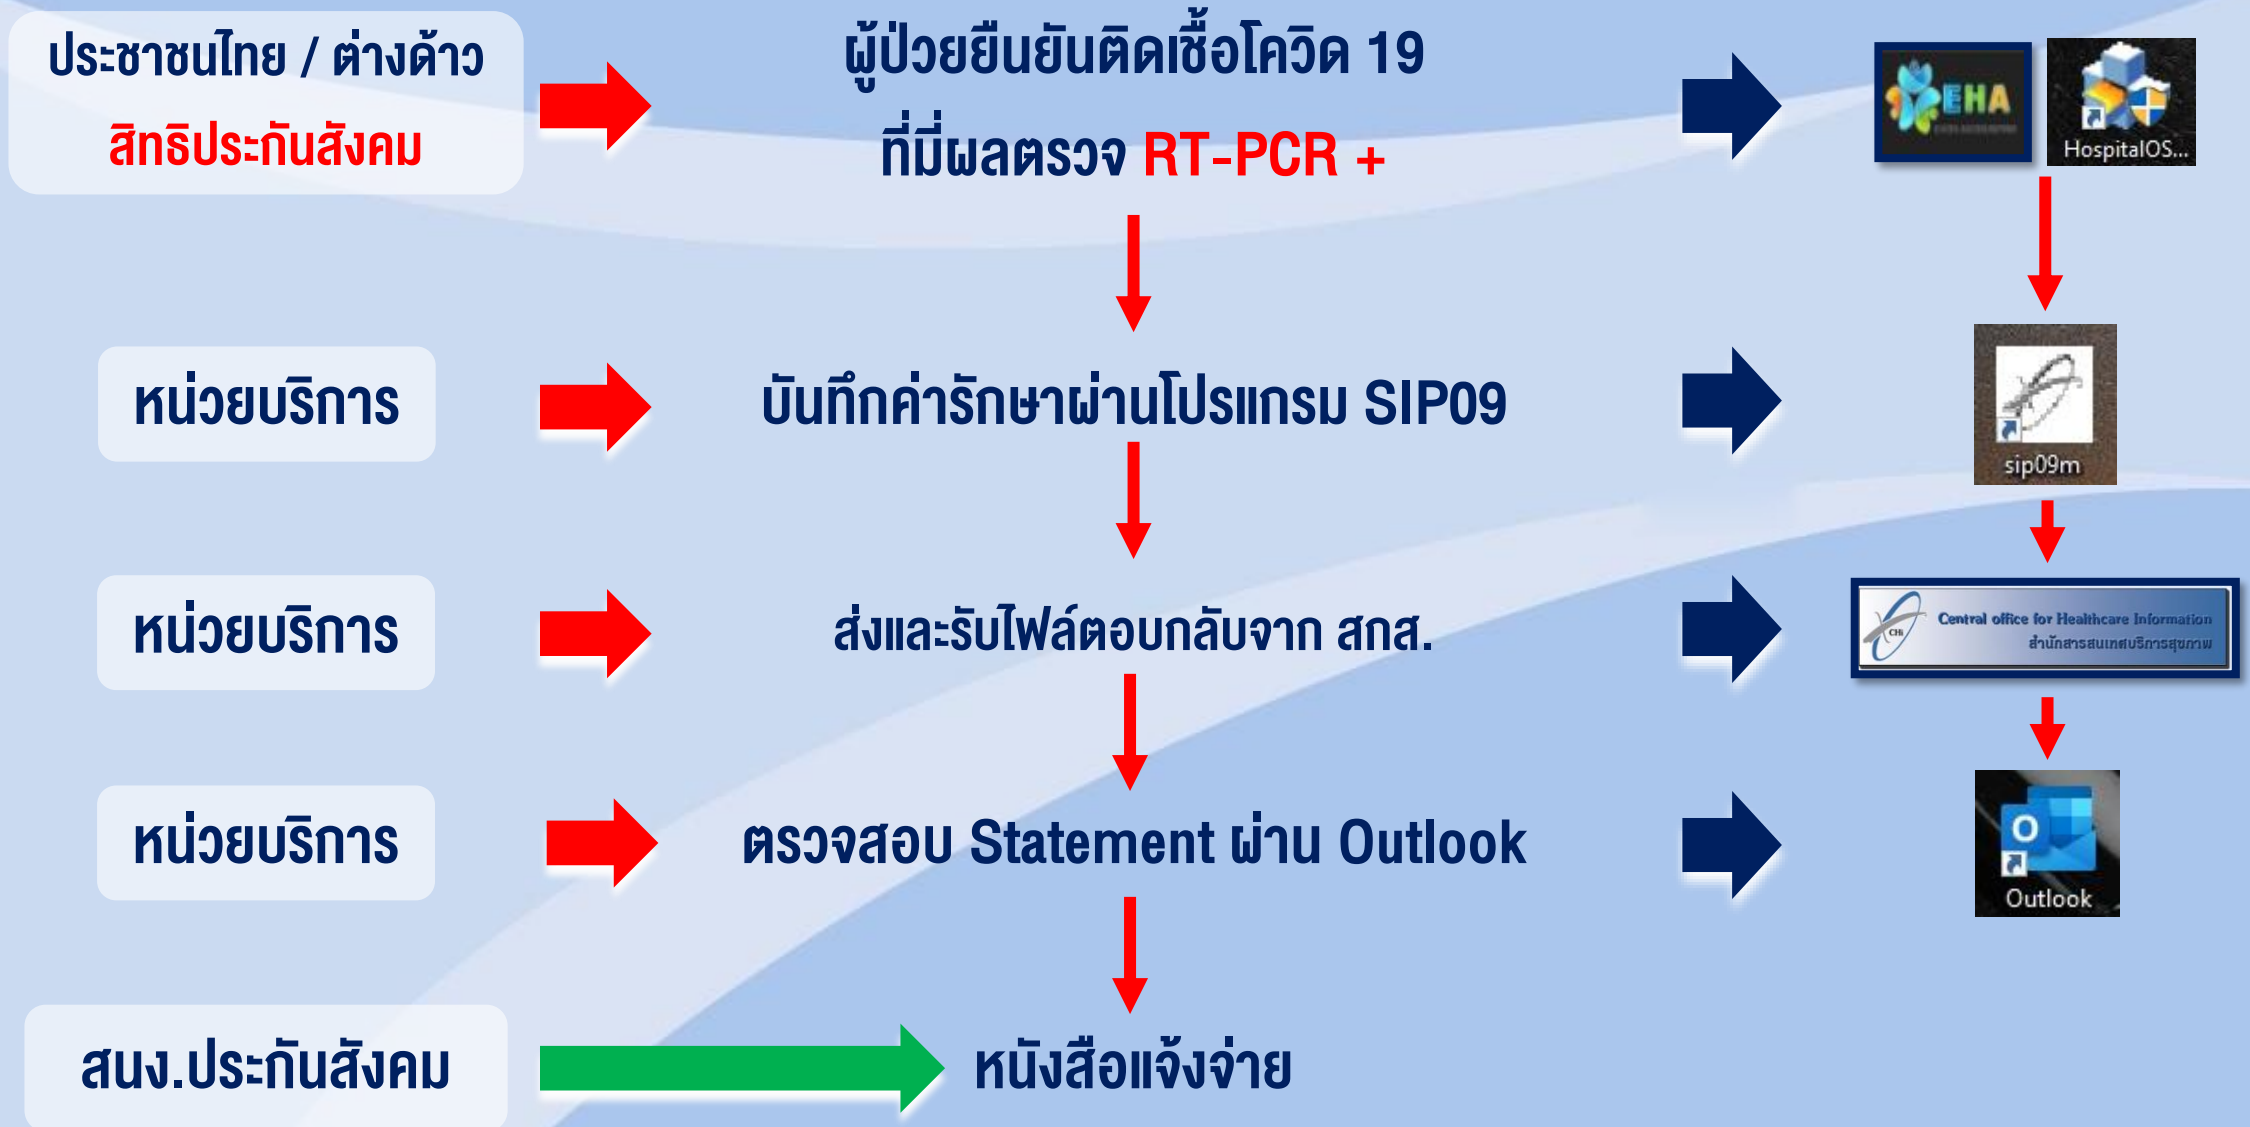 ประชาชนไทย / ต่างด้าว
สิทธิประกันสังคม
ผู้ป่วยยืนยันติดเชื้อโควิด 19
ที่มีผลตรวจ RT-PCR +
EHA
HospitalOS...
หน่วยบริการ
บันทึกค่ารักษาผ่านโปรแกรม SIP09
sip09m
หน่วยบริการ
ส่งและรับไฟล์ตอบกลับจาก สกส.
CHi
Central office for Healthcare Information
สำนักสารสนเทศบริการสุขภาพ
หน่วยบริการ
ตรวจสอบ Statement ผ่าน Outlook
Outlook
สนง.ประกันสังคม
หนังสือแจ้งจ่าย